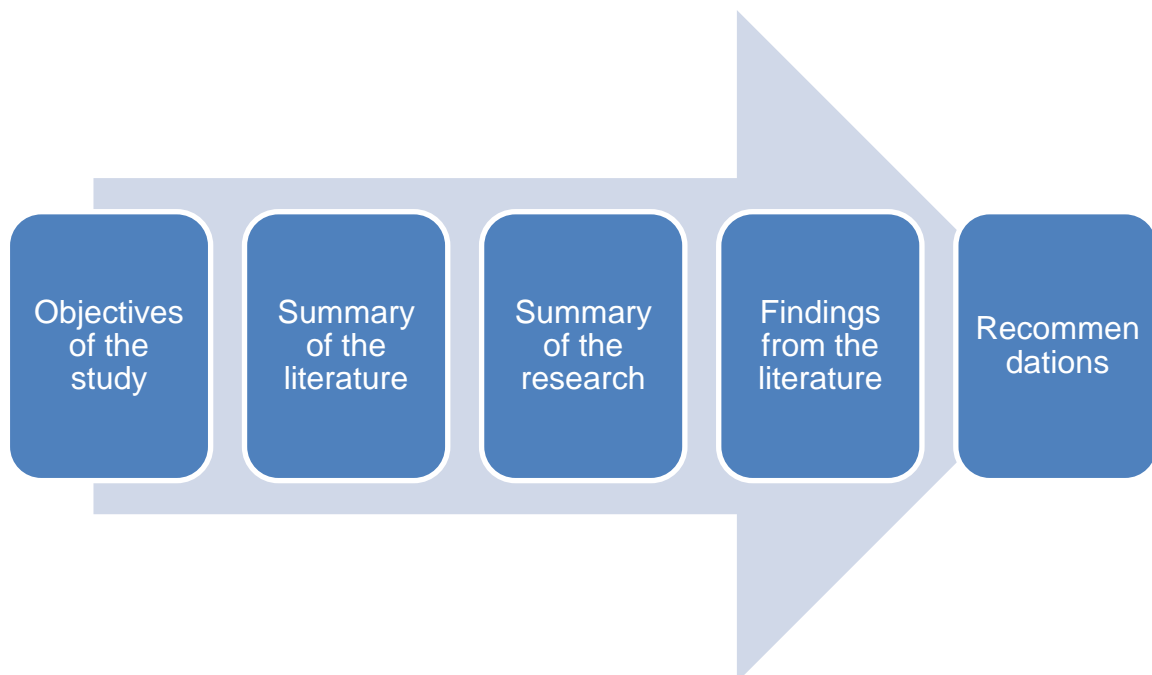 Objectives
of the
study
Summary
of the
literature
Summary
of the
research
Findings
from the
literature
Recommen
dations